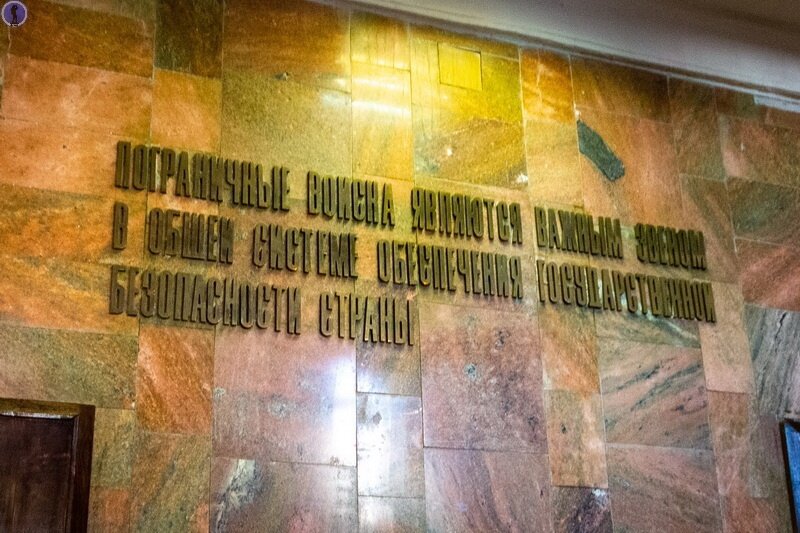 ПОГРАНИЧНЫЕ ВОЙСКА ЯВЛЯЮТСЯ ВАЖНЫМ ЗВЕНОМ
В ОБЩЕЙ СИСТЕМЕ ОБЕСПЕЧЕНИЯ ГОСУДАРСТВЕННОЙ
БЕЗОПАСНОСТИ СТРАНЫ